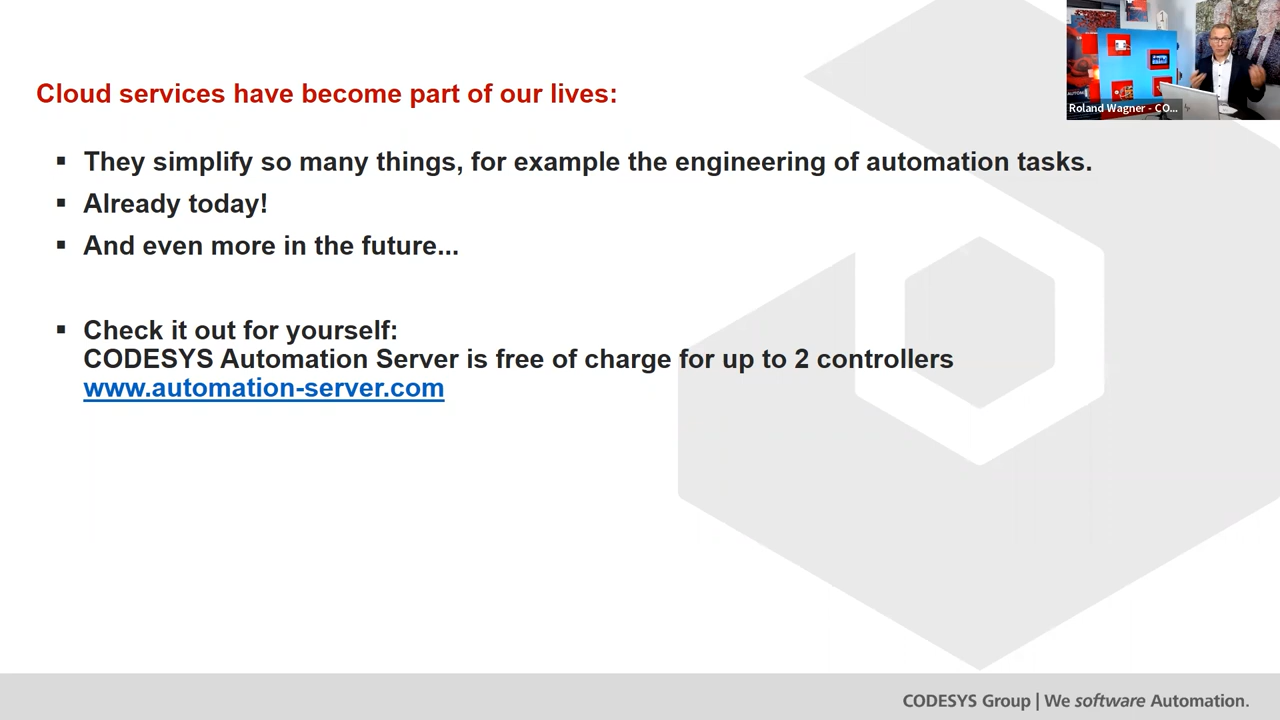 Cloud services have become part of our lives:
▪ They simplify so many things, for example the engineering of automation tasks.
▪ Already today!
▪ And even more in the future...
▪ Check it out for yourself:
CODESYS Automation Server is free of charge for up to 2 controllers
www.automation-server.com
Roland Wagner - CO...
CODESYS Group | We software Automation.